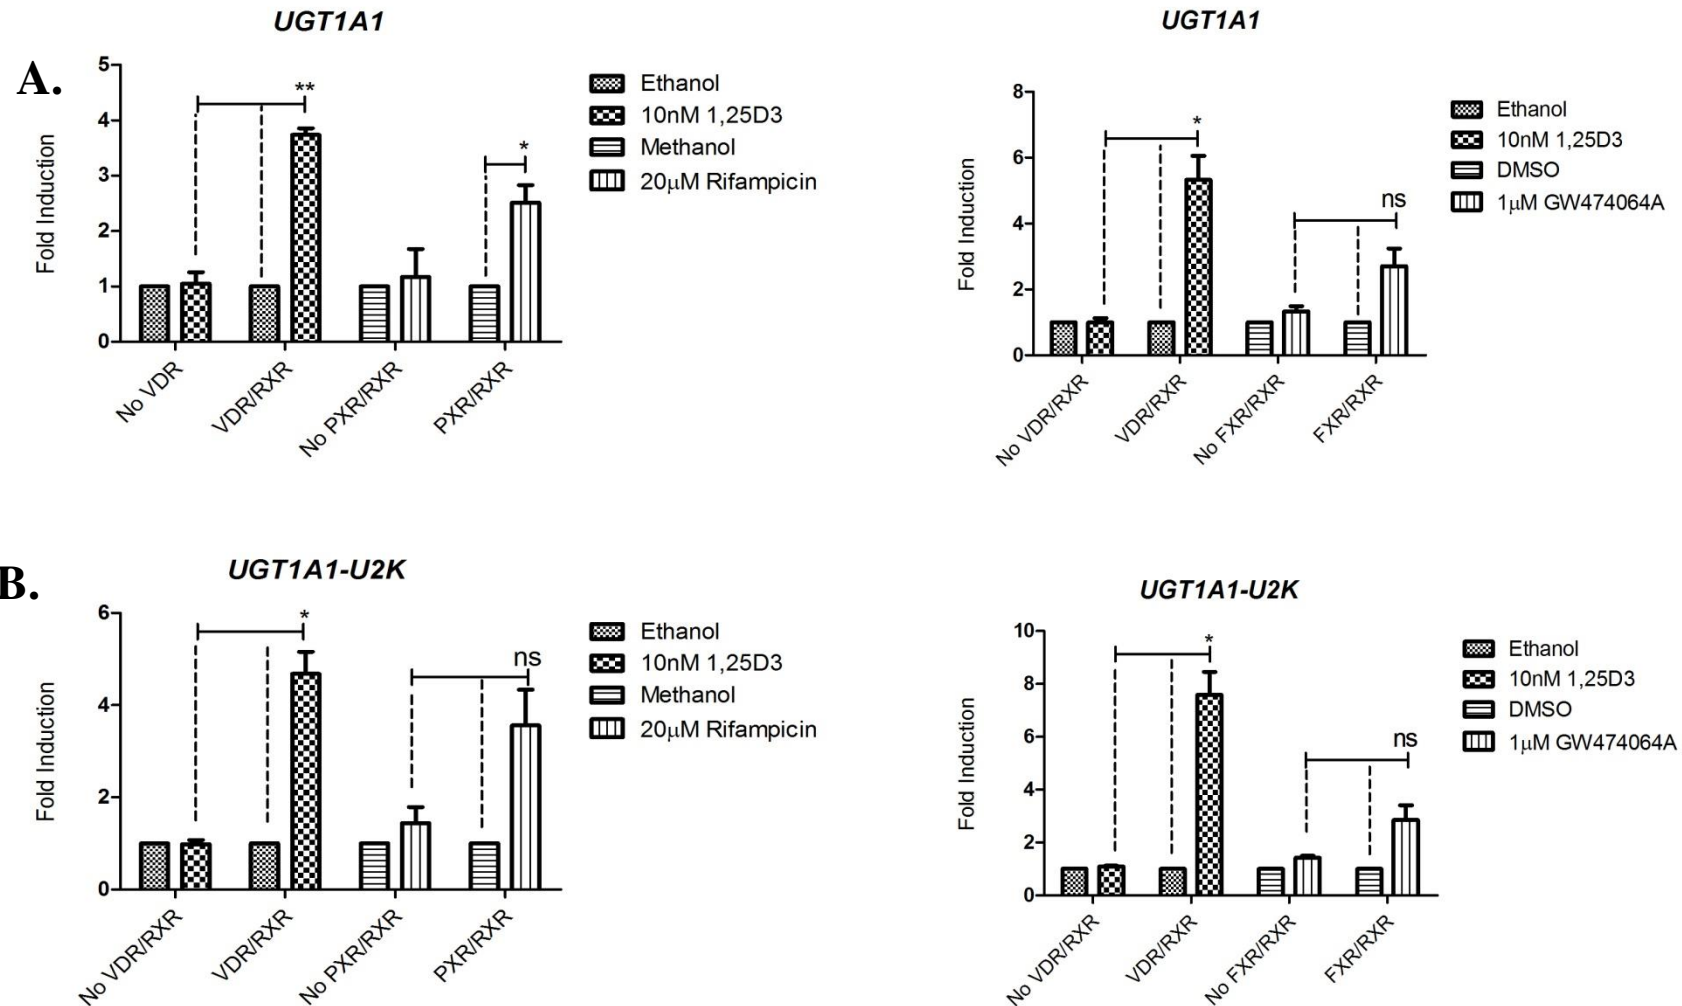 A.
UGT1A1
Fold Induction
5
4
3
2
1
0
**
*
No VDR
VDR/RXR
No PXR/RXR
PXR/RXR
Ethanol
10nM 1,25D3
Methanol
20µM Rifampicin
UGT1A1
Fold Induction
8
6
4
2
0
*
ns
No VDR/RXR
VDR/RXR
No FXR/RXR
FXR/RXR
Ethanol
10nM 1,25D3
DMSO
1µM GW474064A
B.
UGT1A1-U2K
Fold Induction
6
4
2
0
*
ns
No VDR/RXR
VDR/RXR
No PXR/RXR
PXR/RXR
Ethanol
10nM 1,25D3
Methanol
20µM Rifampicin
UGT1A1-U2K
Fold Induction
10
8
6
4
2
0
*
ns
No VDR/RXR
VDR/RXR
No FXR/RXR
FXR/RXR
Ethanol
10nM 1,25D3
DMSO
1µM GW474064A